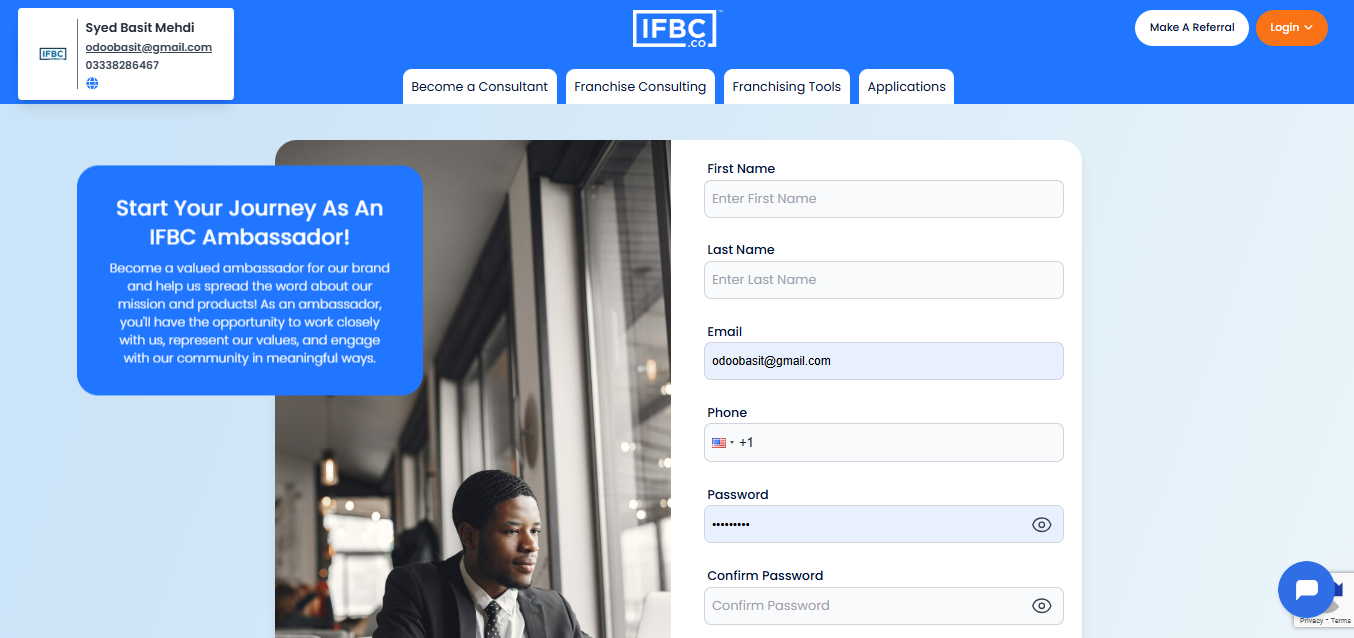 IFBC
Syed Basit Mehdi
odoobasit@gmail.com
03338286467
IFBC
.CO
Make A Referral
Login
Become a Consultant
Franchise Consulting
Franchising Tools
Applications
Start Your Journey As An
IFBC Ambassador!
Become a valued ambassador for our brand
and help us spread the word about our
mission and products! As an ambassador,
you'll have the opportunity to work closely
with us, represent our values, and engage
with our community in meaningful ways.
First Name
Enter First Name
Last Name
Enter Last Name
Email
odoobasit@gmail.com
Phone
+1
Password
•••••••••
Confirm Password
Confirm Password
Privacy - Terms